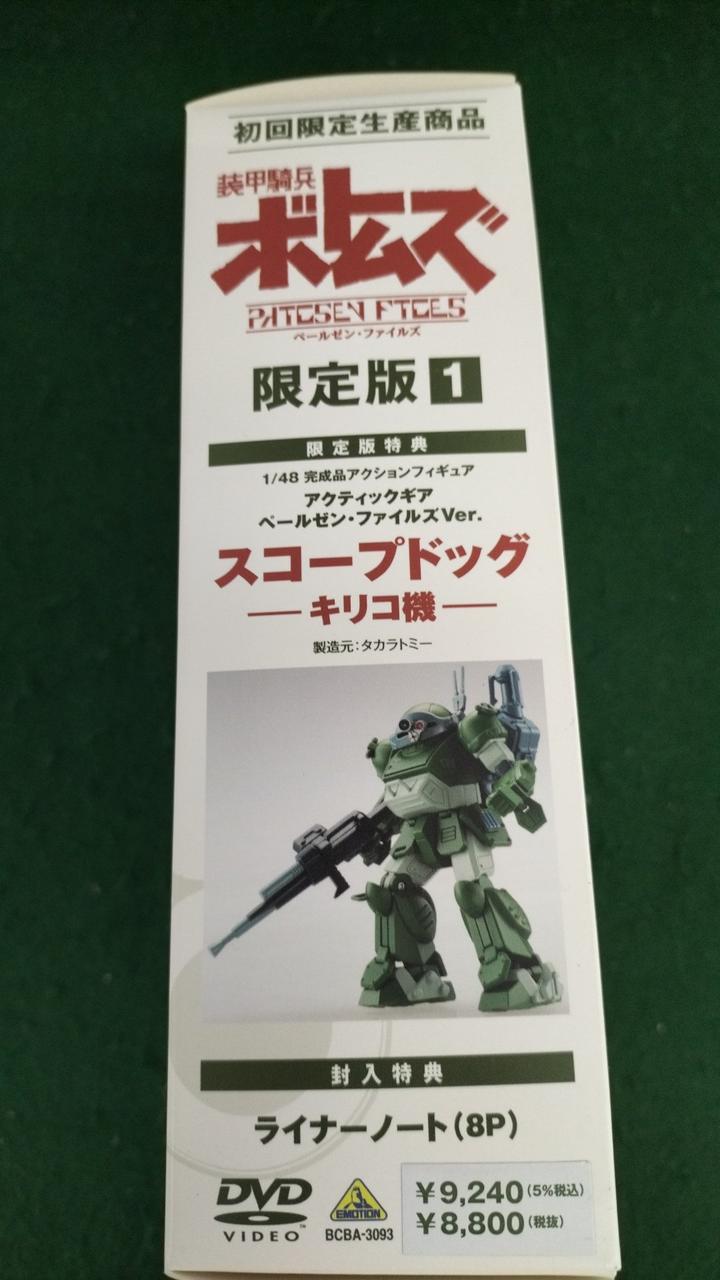 初回限定生産商品
装甲騎兵
ボトムズ
ペールゼン・ファイルズ
限定版 1
限定版特典
1/48 完成品アクションフィギュア
アクティックギア
ペールゼン・ファイルズVer.
スコープドッグ
キリコ機
製造元:タカラトミー
封入特典
ライナーノート(8P)
DVD
VIDEO
EMOTION
BCBA-3093
￥9,240(5%税込)
￥8,800(税抜)